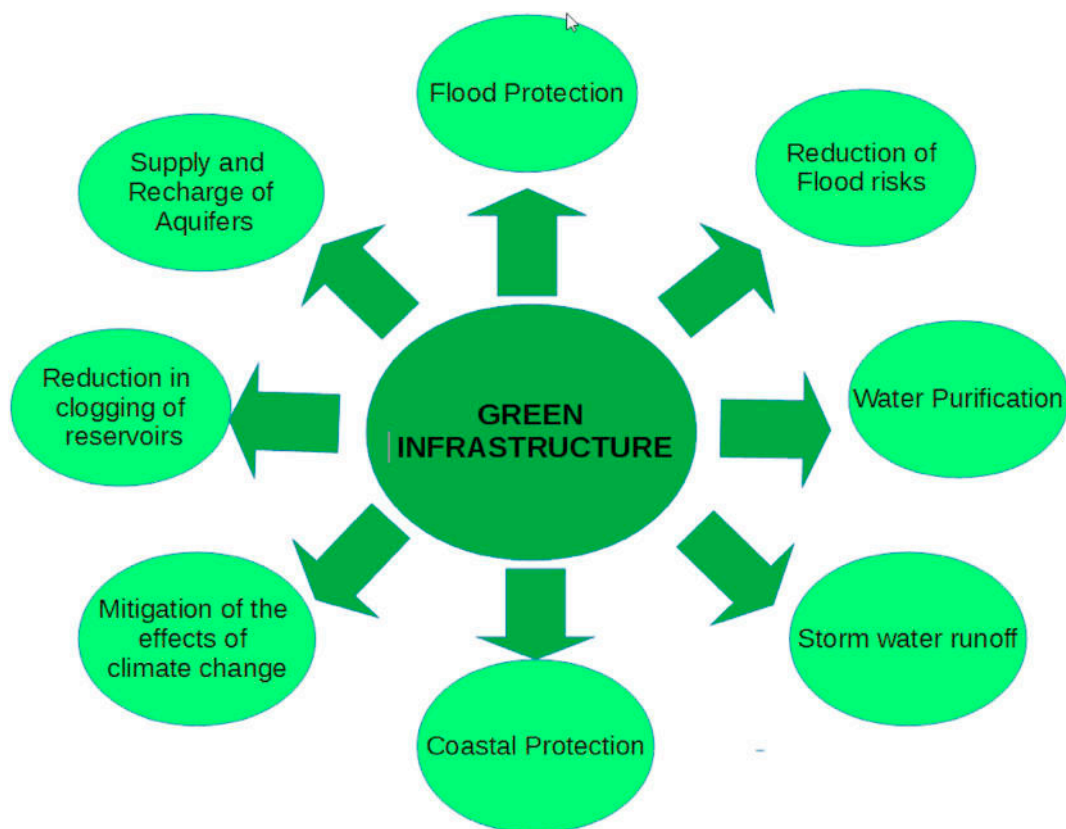 Flood Protection
Reduction of
Flood risks
Supply and
Recharge of
Aquifers
Water Purification
Reduction in
clogging of
reservoirs
GREEN
INFRASTRUCTURE
Storm water runoff
Mitigation of the
effects of
climate change
Coastal Protection